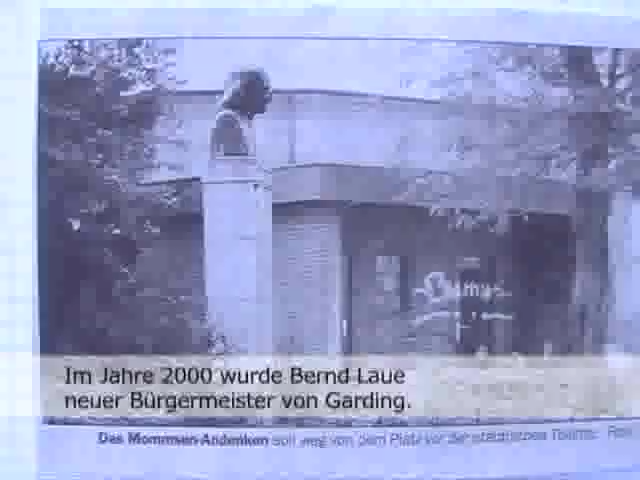 Im Jahre 2000 wurde Bernd Laue
neuer Bürgermeister von Garding.
Das Mommsen-Andenken soll weg von dem Platz vor der städtischen